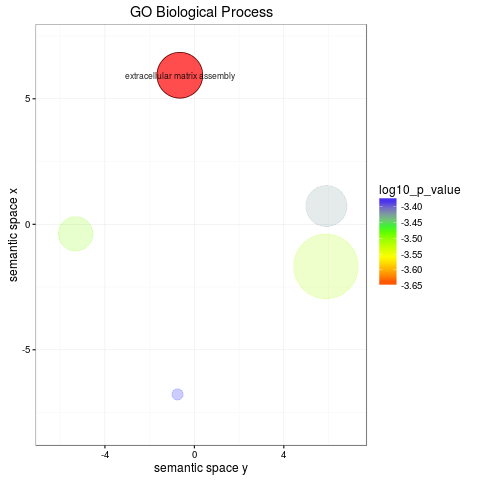 GO Biological Process
extracellular matrix assembly
5
0
-5
semantic space x
-4
0
4
semantic space y
log10_p_value
-3.40
-3.45
-3.50
-3.55
-3.60
-3.65